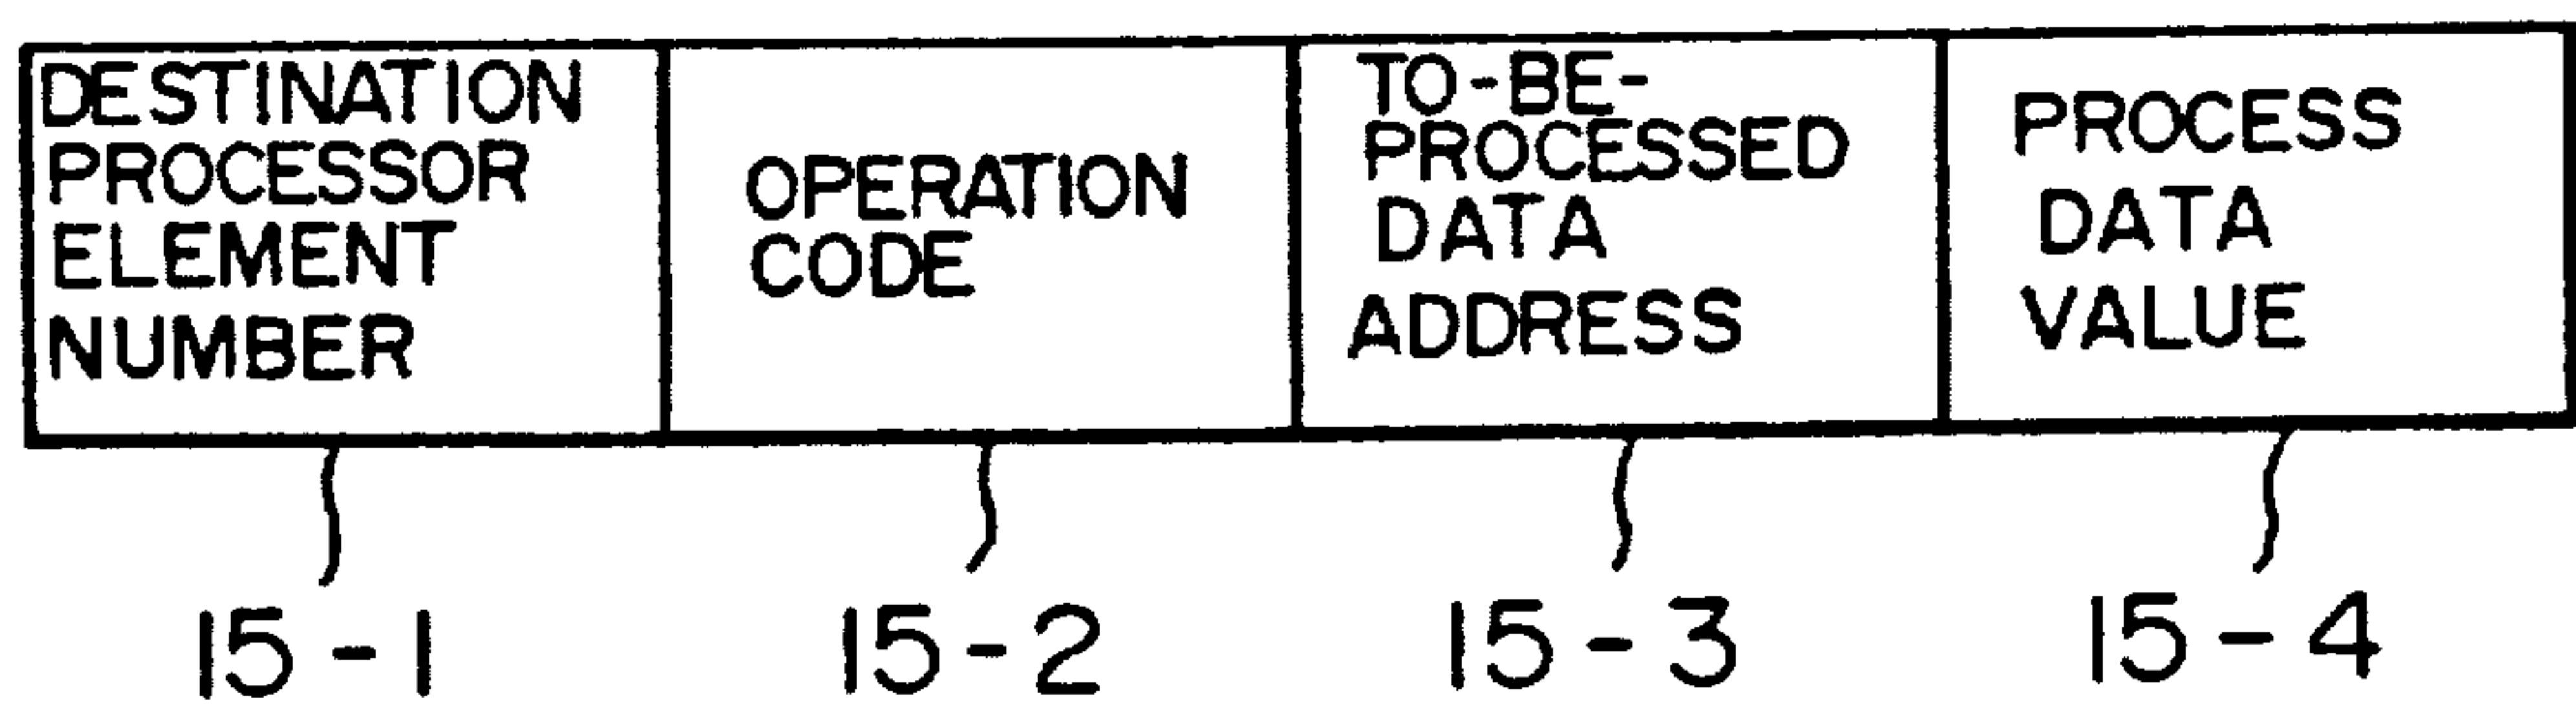 DESTINATION
PROCESSOR
ELEMENT
NUMBER
OPERATION
CODE
TO-BE-
PROCESSED
DATA
ADDRESS
PROCESS
DATA
VALUE
15-1
15-2
15-3
15-4